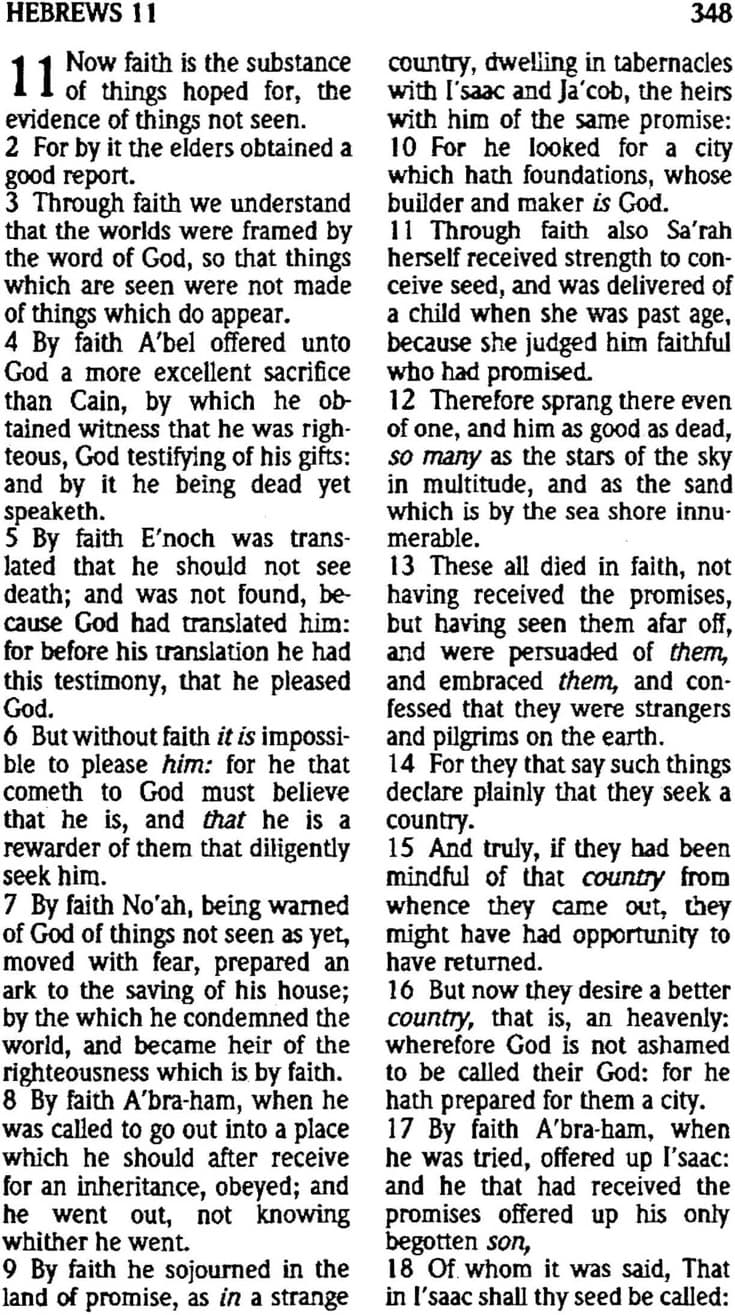 HEBREWS 11 348
11 Now faith is the substance
of things hoped for, the
evidence of things not seen.
2 For by it the elders obtained a
good report.
3 Through faith we understand
that the worlds were framed by
the word of God, so that things
which are seen were not made
of things which do appear.
4 By faith A'bel offered unto
God a more excellent sacrifice
than Cain, by which he ob-
tained witness that he was righ-
teous, God testifying of his gifts:
and by it he being dead yet
speaketh.
5 By faith E'noch was trans-
lated that he should not see
death; and was not found, be-
cause God had translated him:
for before his translation he had
this testimony, that he pleased
God.
6 But without faith it is impossi-
ble to please him: for he that
cometh to God must believe
that he is, and that he is a
rewarder of them that diligently
seek him.
7 By faith No'ah, being warned
of God of things not seen as yet,
moved with fear, prepared an
ark to the saving of his house;
by the which he condemned the
world, and became heir of the
righteousness which is by faith.
8 By faith A'bra-ham, when he
was called to go out into a place
which he should after receive
for an inheritance, obeyed; and
he went out, not knowing
whither he went.
9 By faith he sojourned in the
land of promise, as in a strange
country, dwelling in tabernacles
with I'saac and Ja'cob, the heirs
with him of the same promise:
10 For he looked for a city
which hath foundations, whose
builder and maker is God.
11 Through faith also Sa'rah
herself received strength to con-
ceive seed, and was delivered of
a child when she was past age,
because she judged him faithful
who had promised.
12 Therefore sprang there even
of one, and him as good as dead,
so many as the stars of the sky
in multitude, and as the sand
which is by the sea shore innu-
merable.
13 These all died in faith, not
having received the promises,
but having seen them afar off,
and were persuaded of them,
and embraced them, and con-
fessed that they were strangers
and pilgrims on the earth.
14 For they that say such things
declare plainly that they seek a
country.
15 And truly, if they had been
mindful of that country from
whence they came out, they
might have had opportunity to
have returned.
16 But now they desire a better
country, that is, an heavenly:
wherefore God is not ashamed
to be called their God: for he
hath prepared for them a city.
17 By faith A'bra-ham, when
he was tried, offered up I'saac:
and he that had received the
promises offered up his only
begotten son,
18 Of whom it was said, That
in I'saac shall thy seed be called: